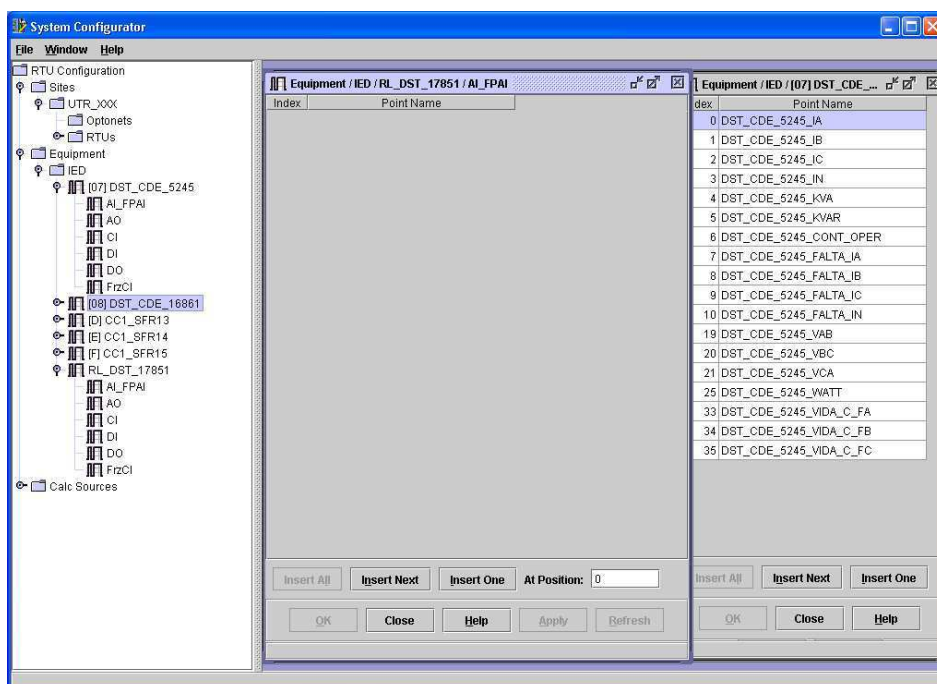 System Configurator
File Window Help
RTU Configuration
Sites
UTR_XXX
Optonets
RTUs
Equipment
IED
[07] DST_CDE_5245
AI_FPAI
AO
CI
DI
DO
FrzCI
[08] DST_CDE_16861
[D] CC1_SFR13
[E] CC1_SFR14
[F] CC1_SFR15
RL_DST_17851
AI_FPAI
AO
CI
DI
DO
FrzCI
Calc Sources
Equipment / IED / RL_DST_17851 / AI_FPAI
Index Point Name
Insert All Insert Next Insert One At Position: 0
OK Close Help Apply Refresh
Equipment / IED / [07] DST_CDE_...
dex Point Name
0 DST_CDE_5245_IA
1 DST_CDE_5245_IB
2 DST_CDE_5245_IC
3 DST_CDE_5245_IN
4 DST_CDE_5245_KVA
5 DST_CDE_5245_KVAR
6 DST_CDE_5245_CONT_OPER
7 DST_CDE_5245_FALTA_IA
8 DST_CDE_5245_FALTA_IB
9 DST_CDE_5245_FALTA_IC
10 DST_CDE_5245_FALTA_IN
19 DST_CDE_5245_VAB
20 DST_CDE_5245_VBC
21 DST_CDE_5245_VCA
25 DST_CDE_5245_WATT
33 DST_CDE_5245_VIDA_C_FA
34 DST_CDE_5245_VIDA_C_FB
35 DST_CDE_5245_VIDA_C_FC
Insert All Insert Next Insert One
OK Close Help